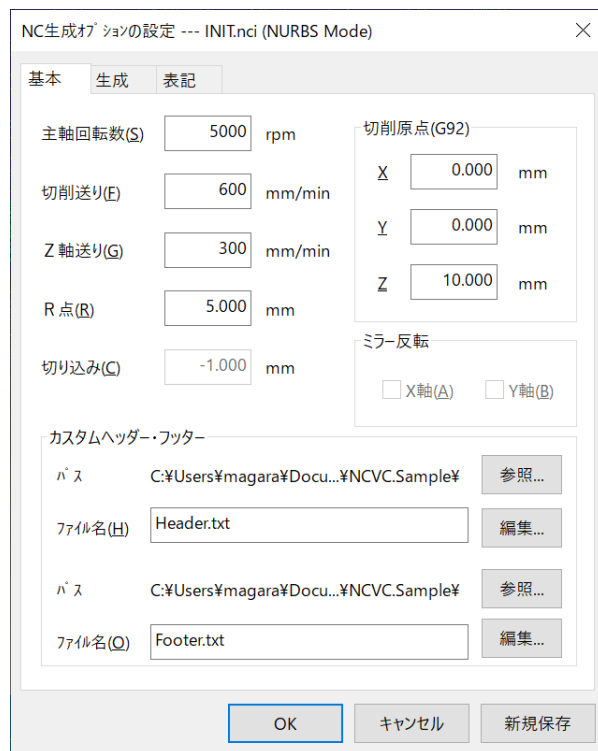 NC生成ｵﾌﾟｼｮﾝの設定 --- INIT.nci (NURBS Mode)
基本 生成 表記
主軸回転数(S) 5000 rpm
切削送り(F) 600 mm/min
Z 軸送り(G) 300 mm/min
R 点(R) 5.000 mm
切り込み(C) -1.000 mm
切削原点(G92)
X 0.000 mm
Y 0.000 mm
Z 10.000 mm
ミラー反転
X軸(A) Y軸(B)
カスタムヘッダー・フッター
ﾊﾟｽ C:¥Users¥magara¥Docu...¥NCVC.Sample¥ 参照...
ﾌｧｲﾙ名(H) Header.txt 編集...
ﾊﾟｽ C:¥Users¥magara¥Docu...¥NCVC.Sample¥ 参照...
ﾌｧｲﾙ名(O) Footer.txt 編集...
OK キャンセル 新規保存